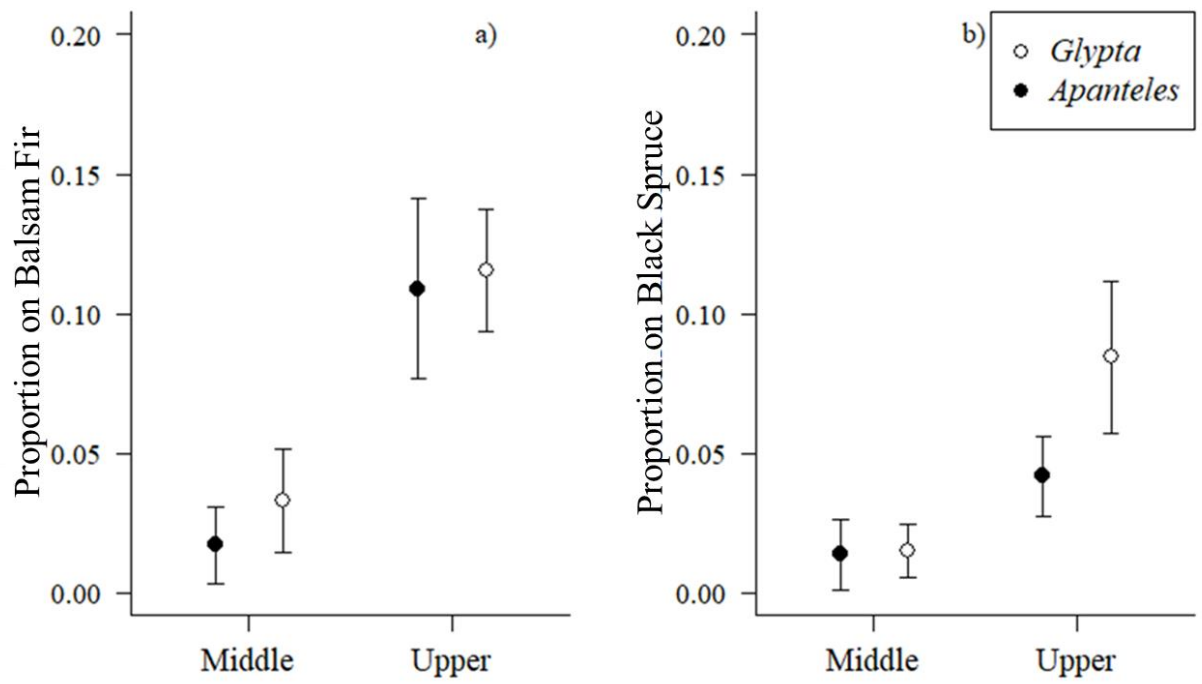 Proportion on Balsam Fir
0.20
0.15
0.10
0.05
0.00
a)
Middle
Upper
Proportion on Black Spruce
0.20
0.15
0.10
0.05
0.00
b)
Glypta
Apanteles
Middle
Upper